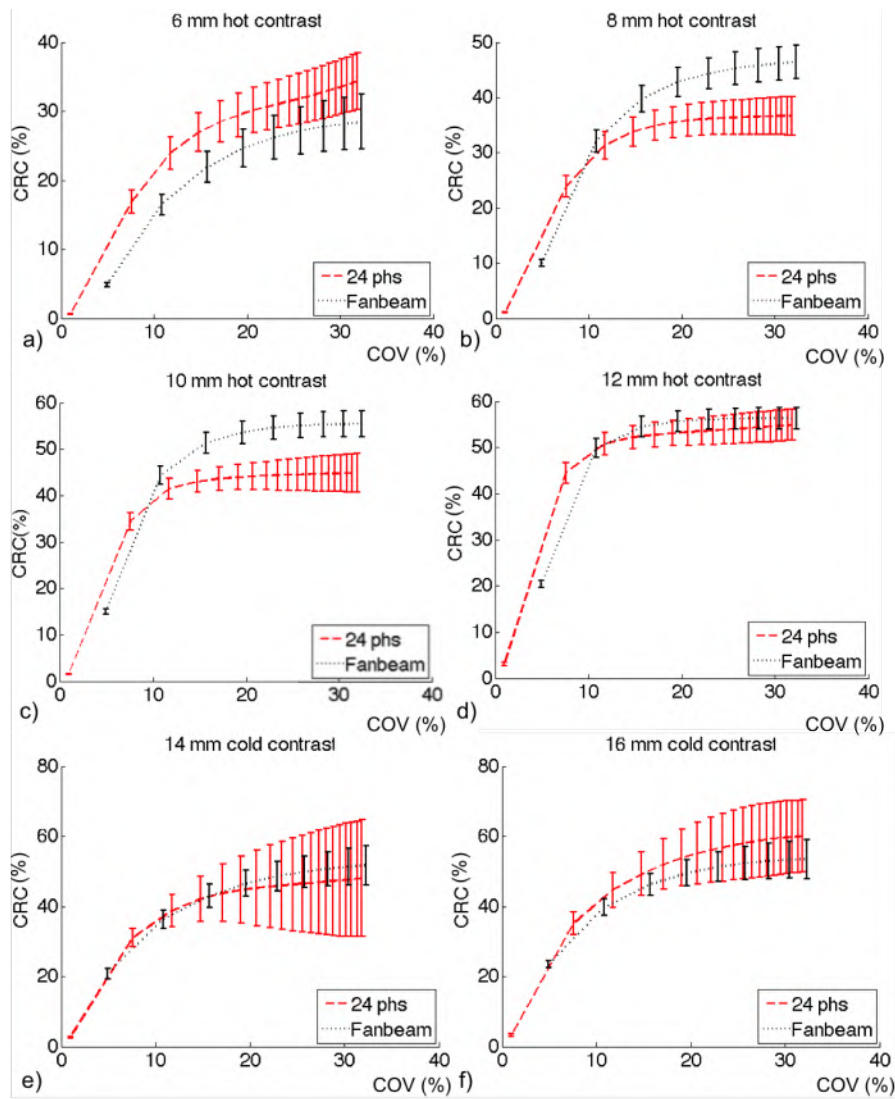 6 mm hot contrast
40
30
20
10
0
CRC (%)
24 phs
Fanbeam
0 10 20 30 40
COV (%)
a)
8 mm hot contrast
50
40
30
20
10
0
CRC (%)
24 phs
Fanbeam
0 10 20 30 40
COV (%)
b)
10 mm hot contrast
60
50
40
30
20
10
0
CRC(%)
24 phs
Fanbeam
0 10 20 30 40
COV (%)
c)
12 mm hot contrast
60
50
40
30
20
10
0
CRC (%)
24 phs
Fanbeam
0 10 20 30 40
COV (%)
d)
14 mm cold contrast
80
60
40
20
0
CRC (%)
24 phs
Fanbeam
0 10 20 30 40
COV (%)
e)
16 mm cold contrast
80
60
40
20
0
CRC (%)
24 phs
Fanbeam
0 10 20 30 40
COV (%)
f)